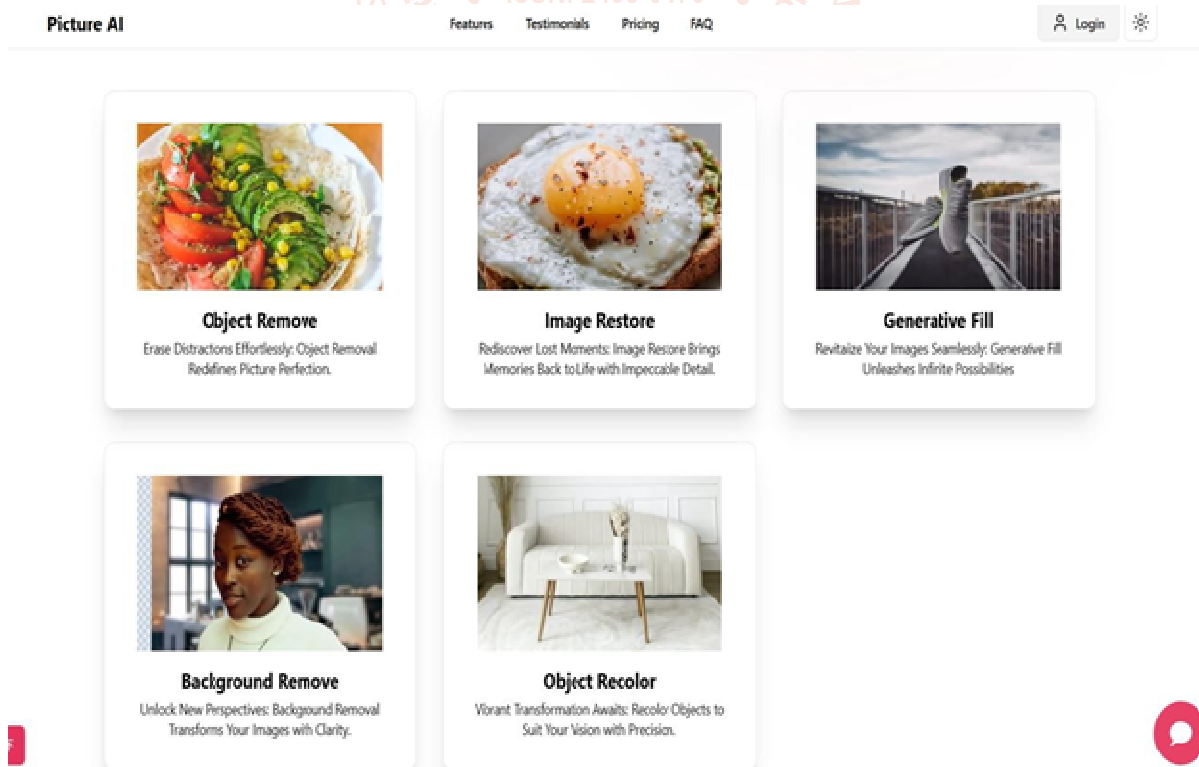 Picture AI
Features
Testimonials
Pricing
FAQ
Login
Object Remove
Erase Distractons Effortlessly: Object Removal
Redefines Picture Perfection.
Image Restore
Rediscover Lost Moments: Image Restore Brings
Memories Back to Life with Impeccable Detail.
Generative Fill
Revitaize Your Images Seamlessly: Generative Fill
Unleashes Infinite Possibilities
Background Remove
Unlock New Perspectives: Background Removal
Transforms Your Images with Clarity.
Object Recolor
Vibrant Transformation Awaits: Recolor Objects to
Suit Your Vision with Precision.